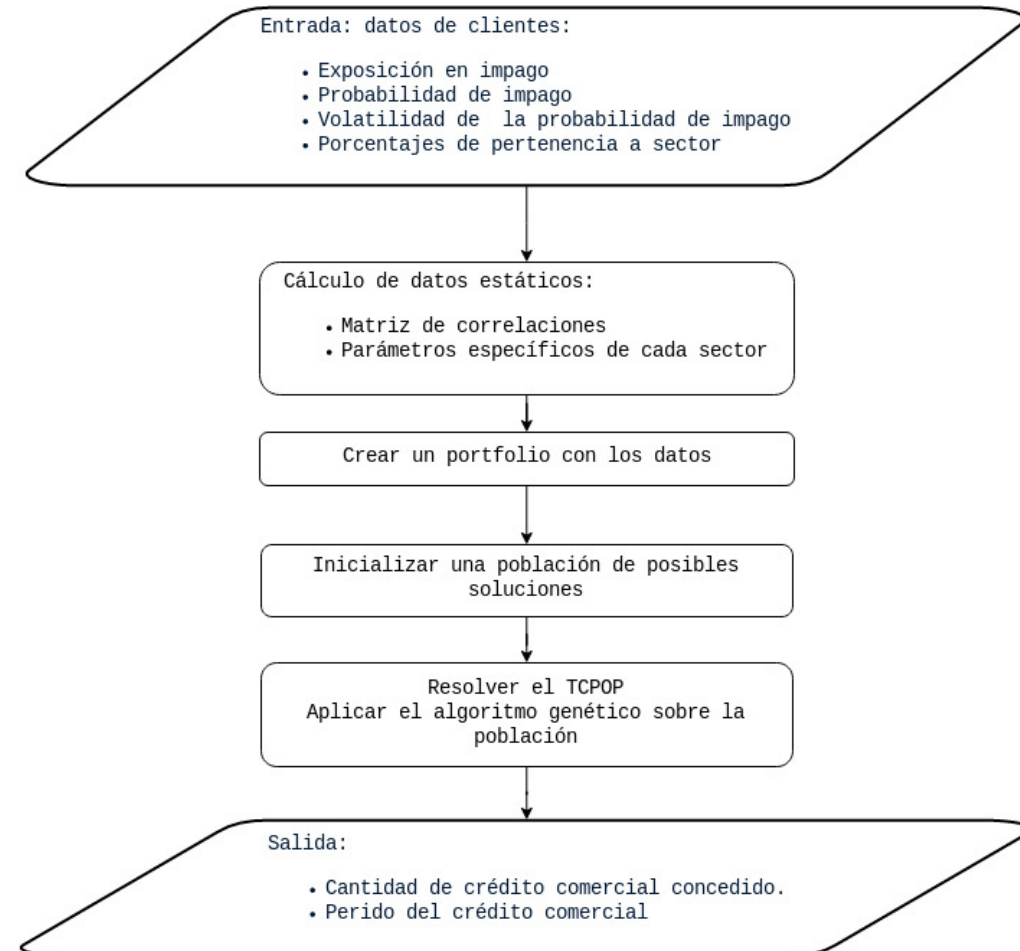 Entrada: datos de clientes:
• Exposición en impago
• Probabilidad de impago
• Volatilidad de  la probabilidad de impago
• Porcentajes de pertenencia a sector
Cálculo de datos estáticos:
• Matriz de correlaciones
• Parámetros específicos de cada sector
Crear un portfolio con los datos
Inicializar una población de posibles
soluciones
Resolver el TCPOP
Aplicar el algoritmo genético sobre la
población
Salida:
• Cantidad de crédito comercial concedido.
• Perido del crédito comercial